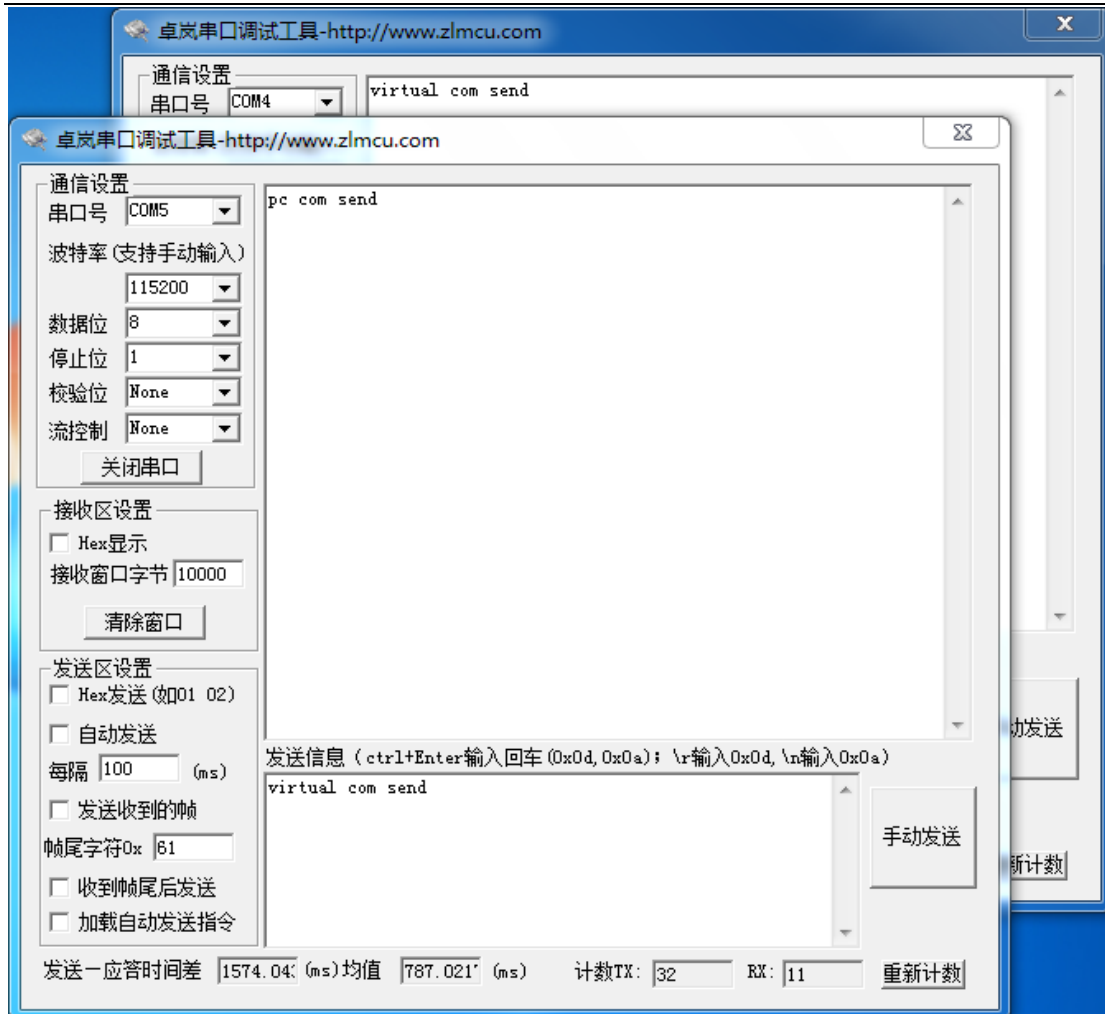 卓岚串口调试工具-http://www.zlmcu.com
X
通信设置
串口号 COM4
virtual com send
卓岚串口调试工具-http://www.zlmcu.com
通信设置
串口号 COM5
pc com send
波特率(支持手动输入)
115200
数据位 8
停止位 1
校验位 None
流控制 None
关闭串口
接收区设置
Hex显示
接收窗口字节 10000
清除窗口
发送区设置
Hex发送(如01 02)
自动发送
每隔 100 (ms)
发送收到的帧
帧尾字符0x 61
收到帧尾后发送
加载自动发送指令
发送信息（ctrl+Enter输入回车(0x0d,0x0a)；\r输入0x0d,\n输入0x0a)
virtual com send
手动发送
动发送
新计数
发送一应答时间差 1574.04 (ms)均值 787.021 (ms) 计数TX: 32 RX: 11 重新计数